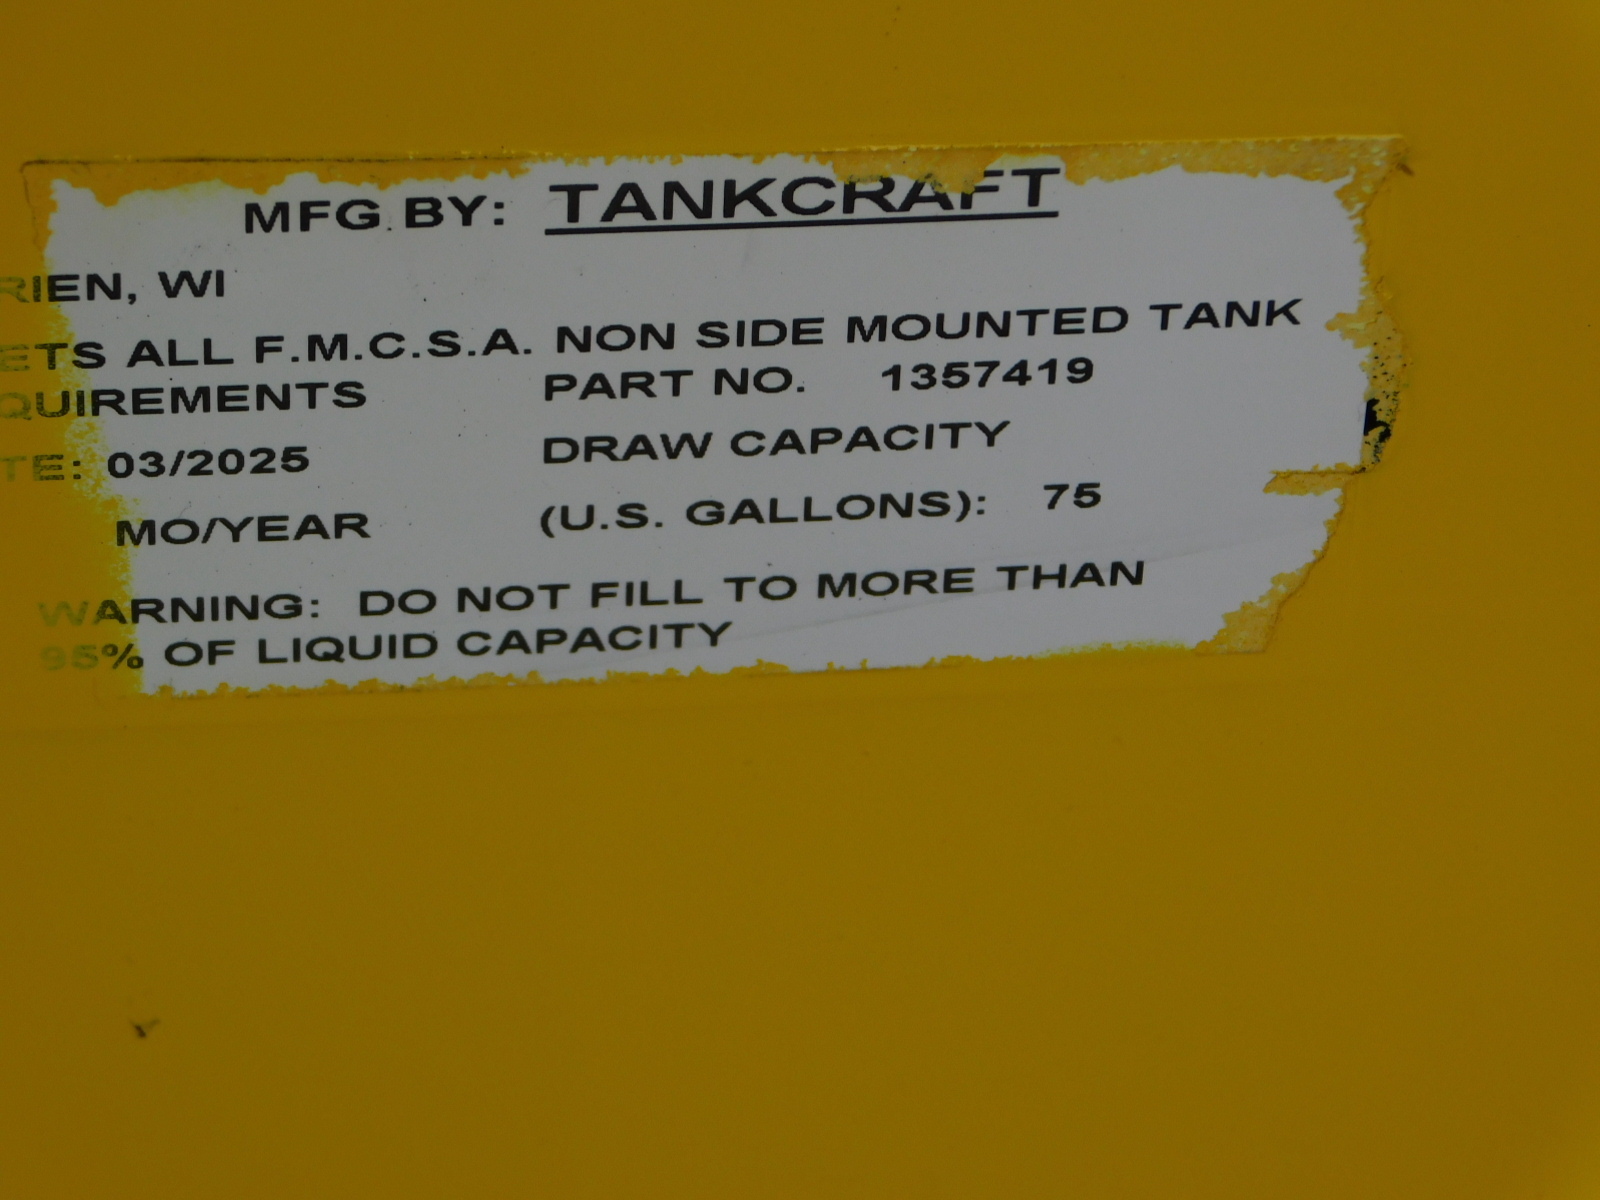 MFG. BY: TANKCRAFT
RIEN, WI
ETS ALL F.M.C.S.A. NON SIDE MOUNTED TANK
QUIREMENTS PART NO. 1357419
TE: 03/2025 DRAW CAPACITY
MO/YEAR (U.S. GALLONS): 75
WARNING: DO NOT FILL TO MORE THAN
95% OF LIQUID CAPACITY